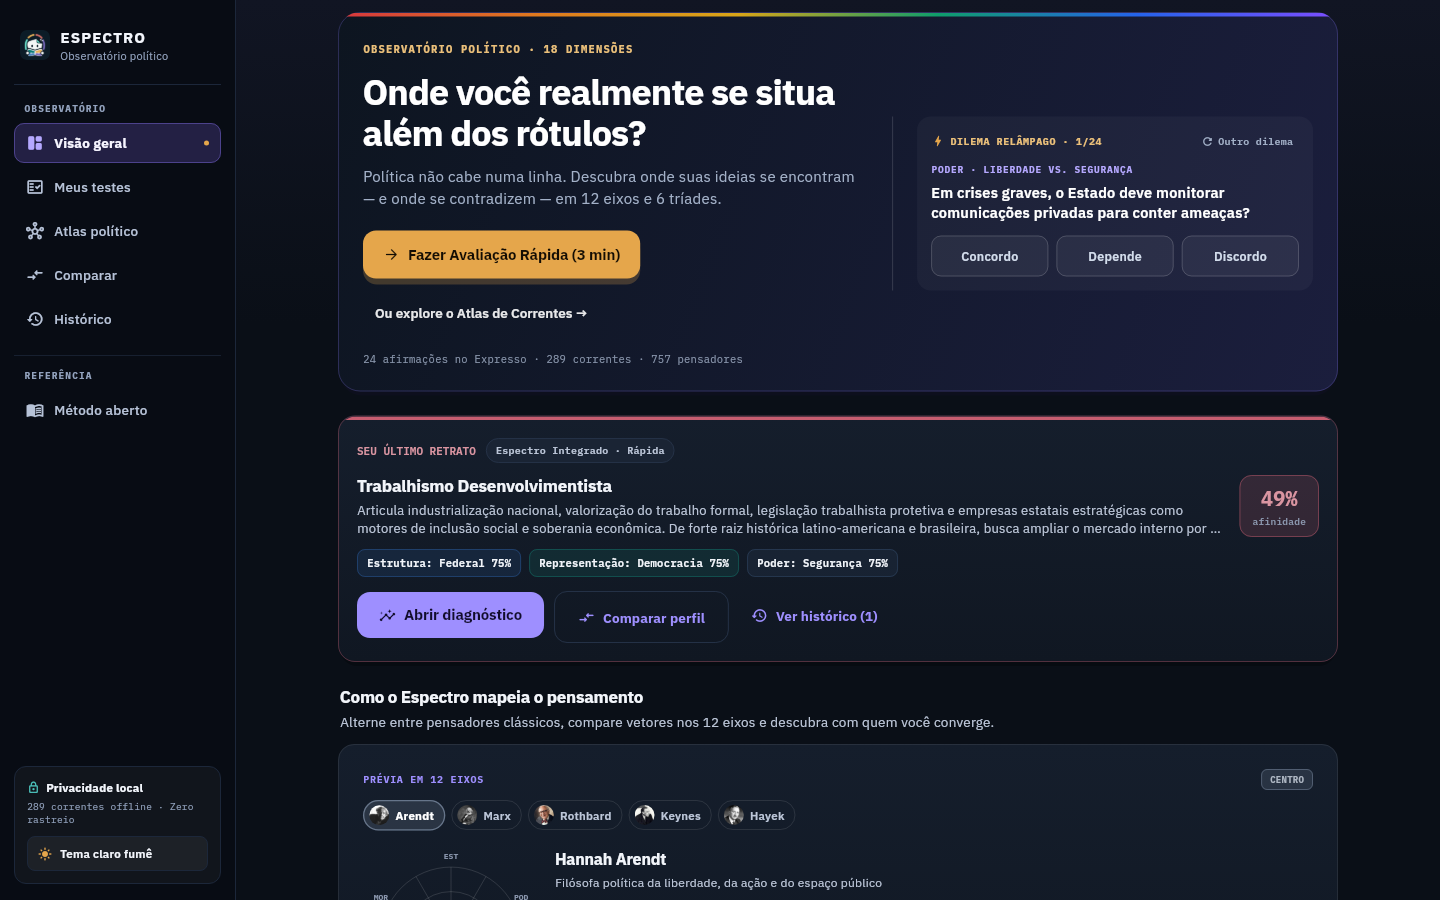 ESPECTRO
Observatório político
OBSERVATÓRIO
Visão geral
Meus testes
Atlas político
Comparar
Histórico
REFERÊNCIA
Método aberto
Privacidade local
289 correntes offline · Zero
rastreio
Tema claro fumê
OBSERVATÓRIO POLÍTICO · 18 DIMENSÕES
Onde você realmente se situa
além dos rótulos?
Política não cabe numa linha. Descubra onde suas ideias se encontram
— e onde se contradizem — em 12 eixos e 6 tríades.
→ Fazer Avaliação Rápida (3 min)
Ou explore o Atlas de Correntes →
24 afirmações no Expresso · 289 correntes · 757 pensadores
DILEMA RELÂMPAGO · 1/24
Outro dilema
PODER · LIBERDADE VS. SEGURANÇA
Em crises graves, o Estado deve monitorar
comunicações privadas para conter ameaças?
Concordo
Depende
Discordo
SEU ÚLTIMO RETRATO
Espectro Integrado · Rápida
Trabalhismo Desenvolvimentista
Articula industrialização nacional, valorização do trabalho formal, legislação trabalhista protetiva e empresas estatais estratégicas como
motores de inclusão social e soberania econômica. De forte raiz histórica latino-americana e brasileira, busca ampliar o mercado interno por ...
49%
afinidade
Estrutura: Federal 75%
Representação: Democracia 75%
Poder: Segurança 75%
Abrir diagnóstico
Comparar perfil
Ver histórico (1)
Como o Espectro mapeia o pensamento
Alterne entre pensadores clássicos, compare vetores nos 12 eixos e descubra com quem você converge.
PRÉVIA EM 12 EIXOS
CENTRO
Arendt
Marx
Rothbard
Keynes
Hayek
EST
MOR
POD
Hannah Arendt
Filósofa política da liberdade, da ação e do espaço público